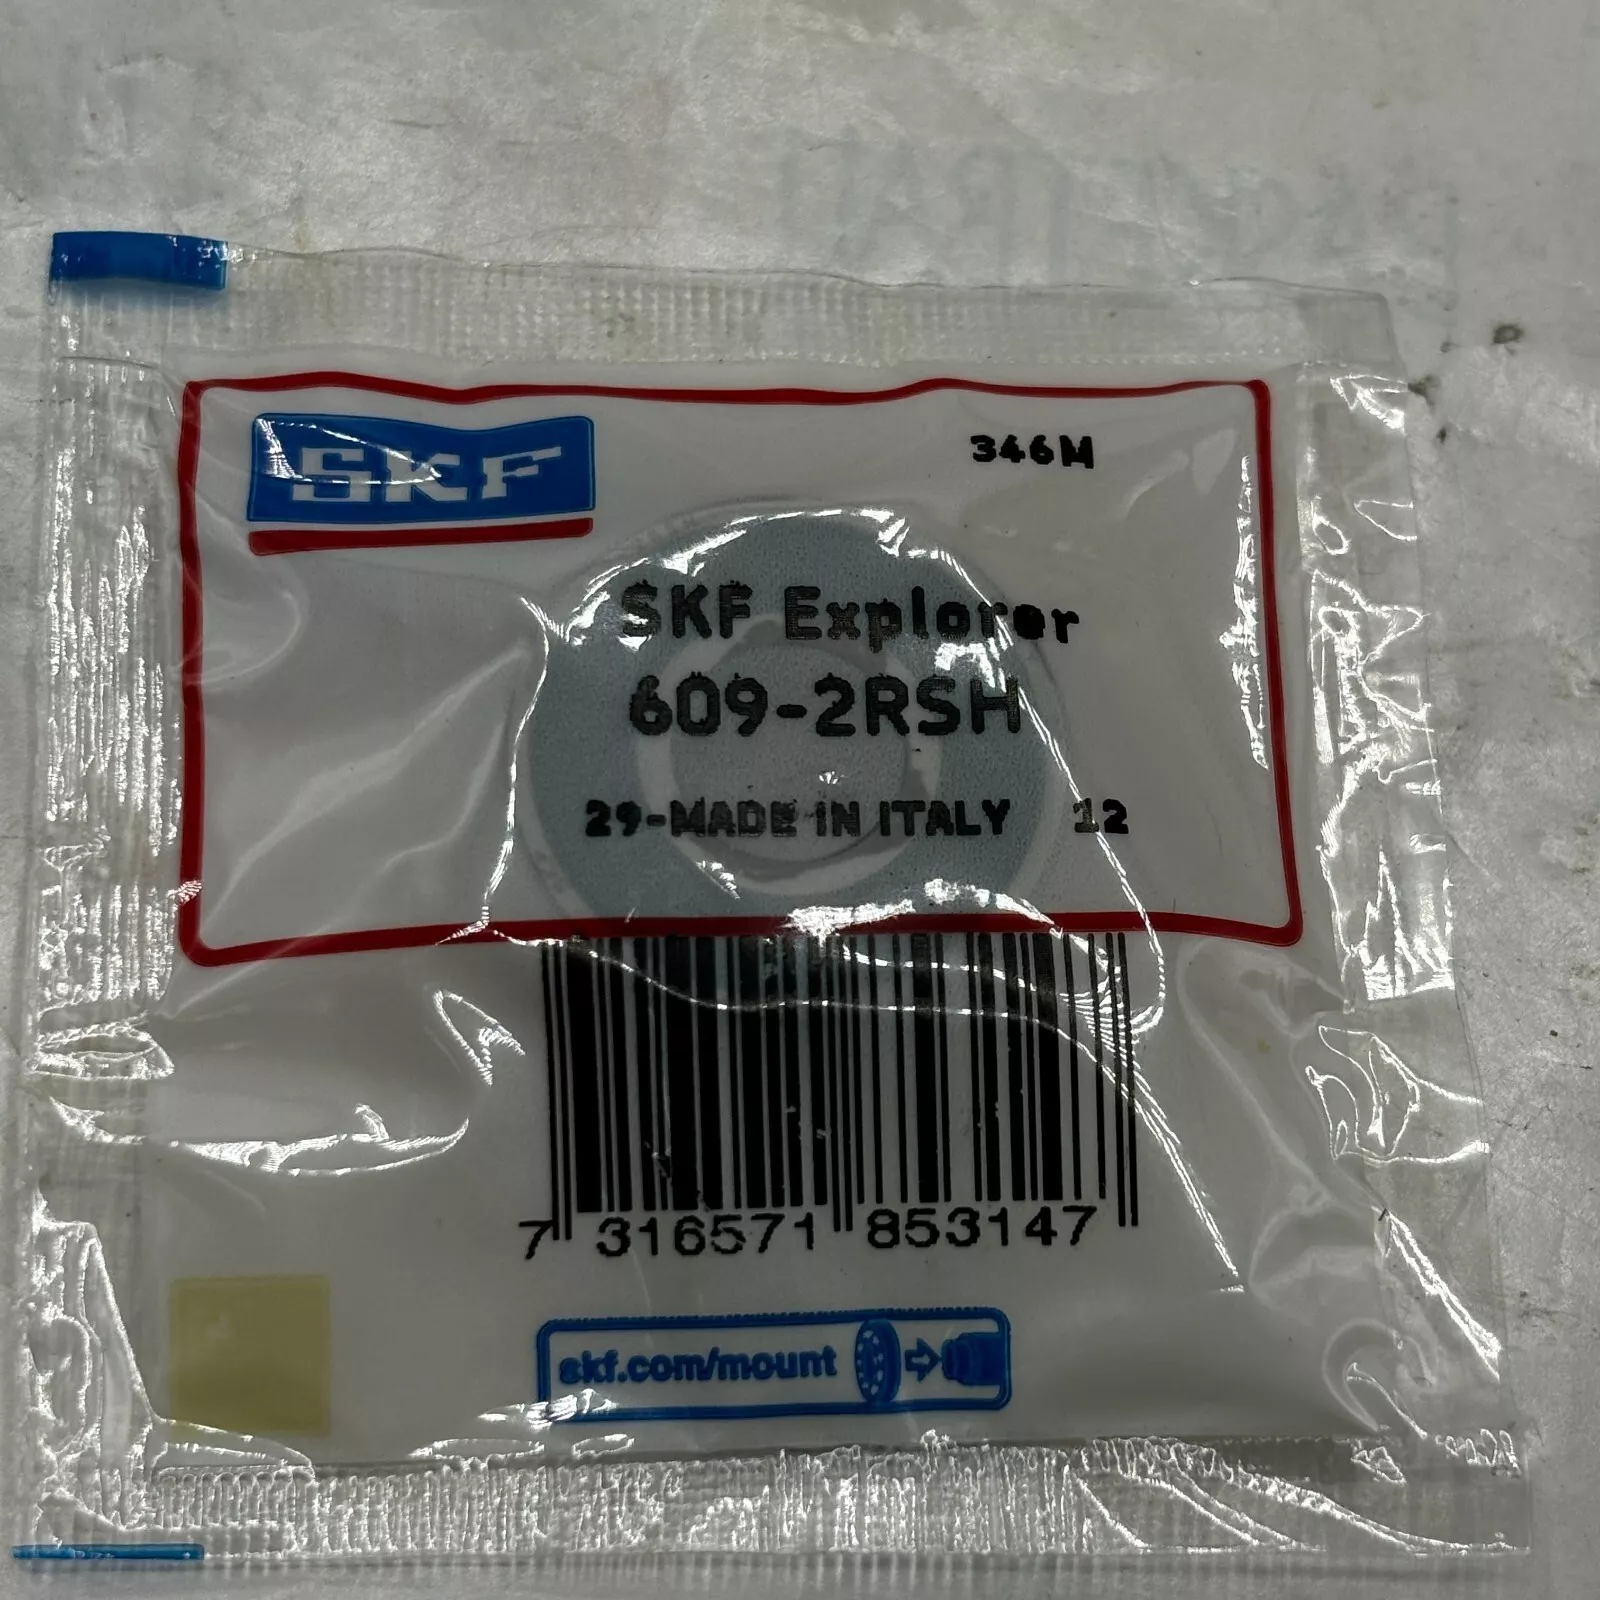 SKF
346M
SKF Explorer
609-2RSH
29-MADE IN ITALY 12
7 316571 853147
skf.com/mount